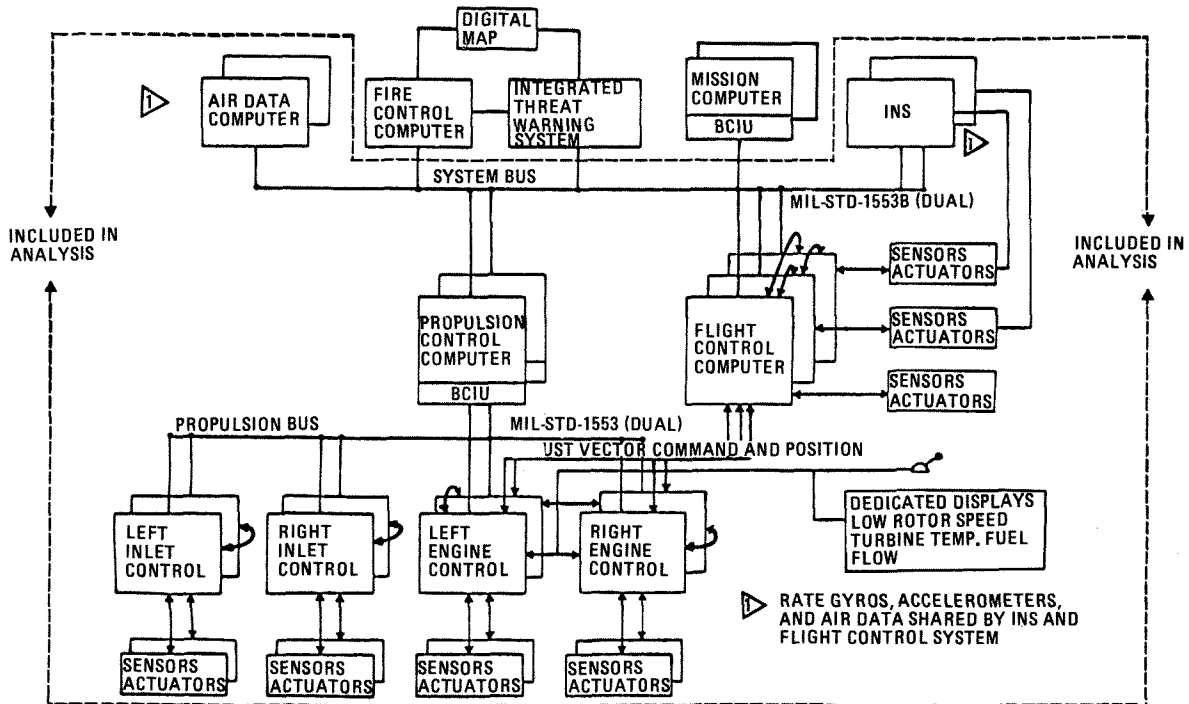 DIGITAL
MAP
AIR DATA
COMPUTER
FIRE
CONTROL
COMPUTER
INTEGRATED
THREAT
WARNING
SYSTEM
MISSION
COMPUTER
BCIU
INS
1
1
SYSTEM BUS
MIL-STD-1553B (DUAL)
INCLUDED IN
ANALYSIS
INCLUDED IN
ANALYSIS
SENSORS
ACTUATORS
SENSORS
ACTUATORS
SENSORS
ACTUATORS
PROPULSION
CONTROL
COMPUTER
BCIU
FLIGHT
CONTROL
COMPUTER
PROPULSION BUS
MIL-STD-1553 (DUAL)
UST VECTOR COMMAND AND POSITION
LEFT
INLET
CONTROL
RIGHT
INLET
CONTROL
LEFT
ENGINE
CONTROL
RIGHT
ENGINE
CONTROL
DEDICATED DISPLAYS
LOW ROTOR SPEED
TURBINE TEMP. FUEL
FLOW
1 RATE GYROS, ACCELEROMETERS,
AND AIR DATA SHARED BY INS AND
FLIGHT CONTROL SYSTEM
SENSORS
ACTUATORS
SENSORS
ACTUATORS
SENSORS
ACTUATORS
SENSORS
ACTUATORS